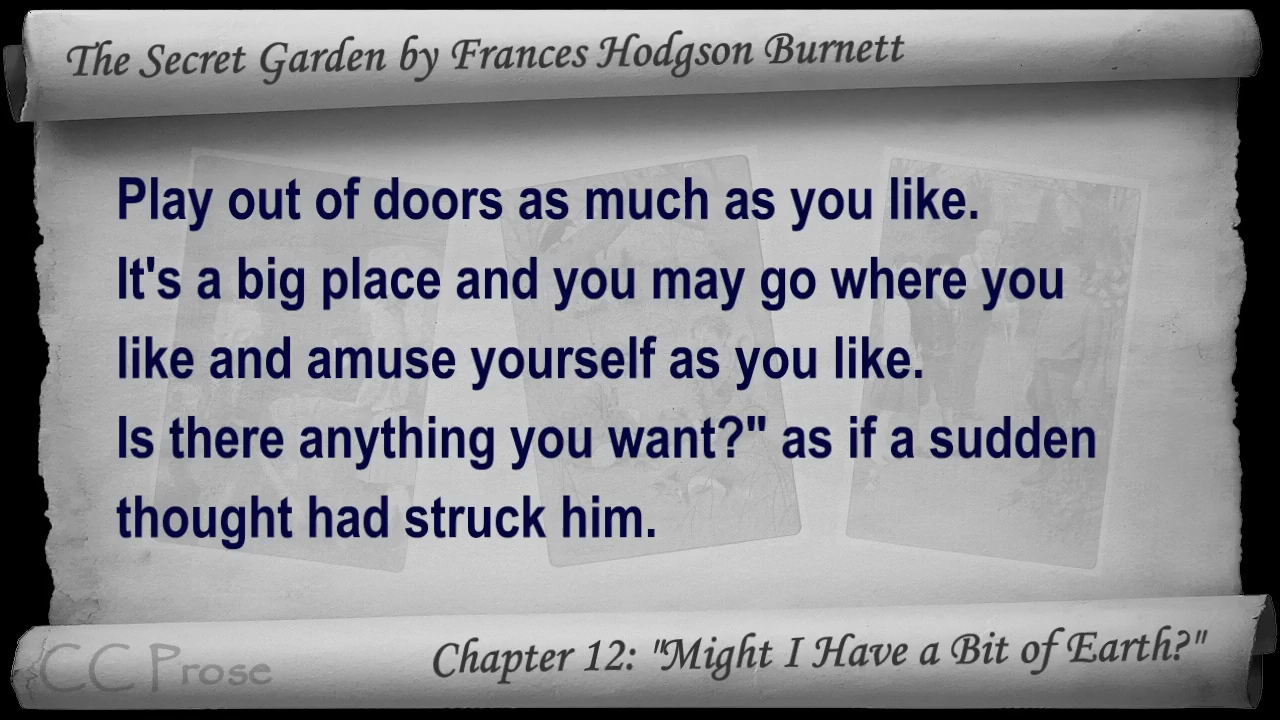 The Secret Garden by Frances Hodgson Burnett
Play out of doors as much as you like.
It's a big place and you may go where you
like and amuse yourself as you like.
Is there anything you want?" as if a sudden
thought had struck him.
CC Prose
Chapter 12: "Might I Have a Bit of Earth?"